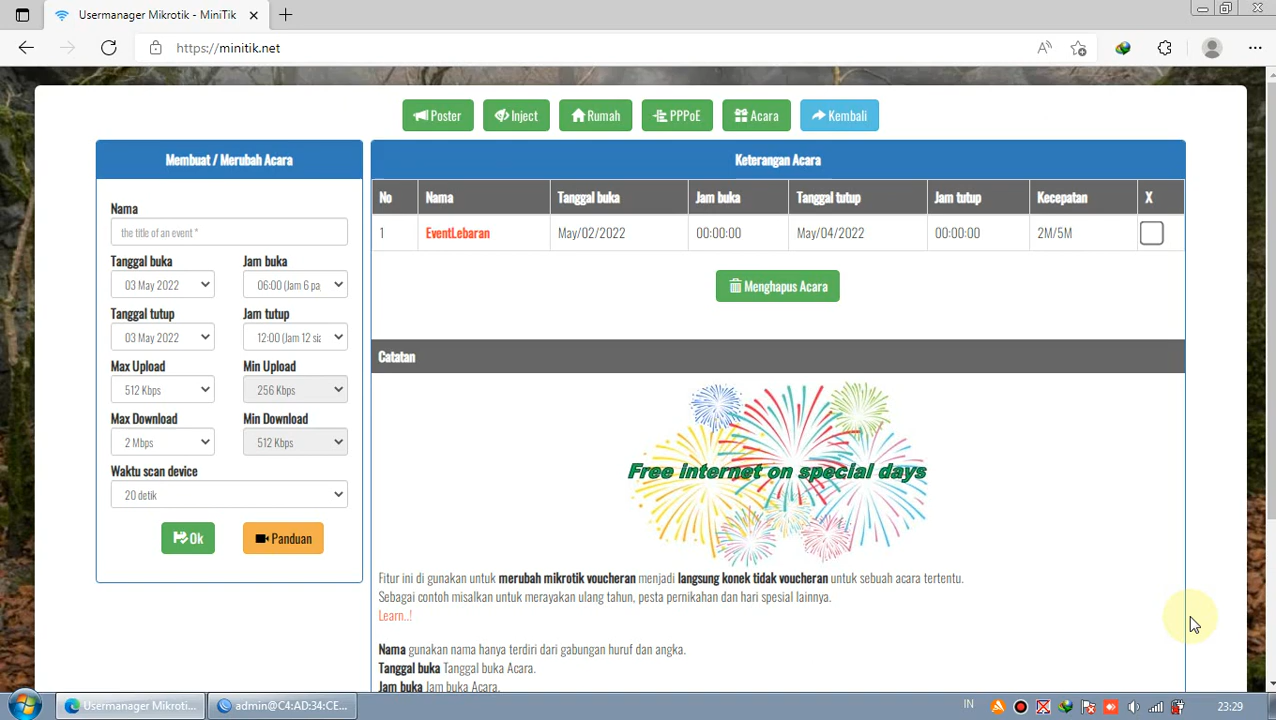 Usermanager Mikrotik - MiniTik
https://minitik.net
Poster Inject Rumah PPPoE Acara Kembali
Membuat / Merubah Acara
Nama
the title of an event *
Tanggal buka Jam buka
03 May 2022 06:00 (Jam 6 pa
Tanggal tutup Jam tutup
03 May 2022 12:00 (Jam 12 sia
Max Upload Min Upload
512 Kbps 256 Kbps
Max Download Min Download
2 Mbps 512 Kbps
Waktu scan device
20 detik
Ok Panduan
Keterangan Acara
No Nama Tanggal buka Jam buka Tanggal tutup Jam tutup Kecepatan X
1 EventLebaran May/02/2022 00:00:00 May/04/2022 00:00:00 2M/5M
Menghapus Acara
Catatan
Free internet on special days
Fitur ini di gunakan untuk merubah mikrotik voucheran menjadi langsung konek tidak voucheran untuk sebuah acara tertentu.
Sebagai contoh misalkan untuk merayakan ulang tahun, pesta pernikahan dan hari spesial lainnya.
Learn..!
Nama gunakan nama hanya terdiri dari gabungan huruf dan angka.
Tanggal buka Tanggal buka Acara.
Jam buka Jam buka Acara.
Usermanager Mikroti... admin@C4:AD:34:CE... IN 23:29